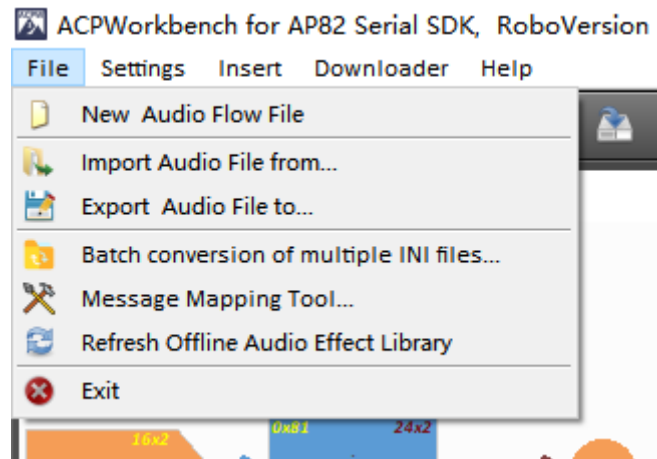 ACPWorkbench for AP82 Serial SDK, RoboVersion
File Settings Insert Downloader Help
New Audio Flow File
Import Audio File from...
Export Audio File to...
Batch conversion of multiple INI files...
Message Mapping Tool...
Refresh Offline Audio Effect Library
Exit
16x2 0x81 24x2